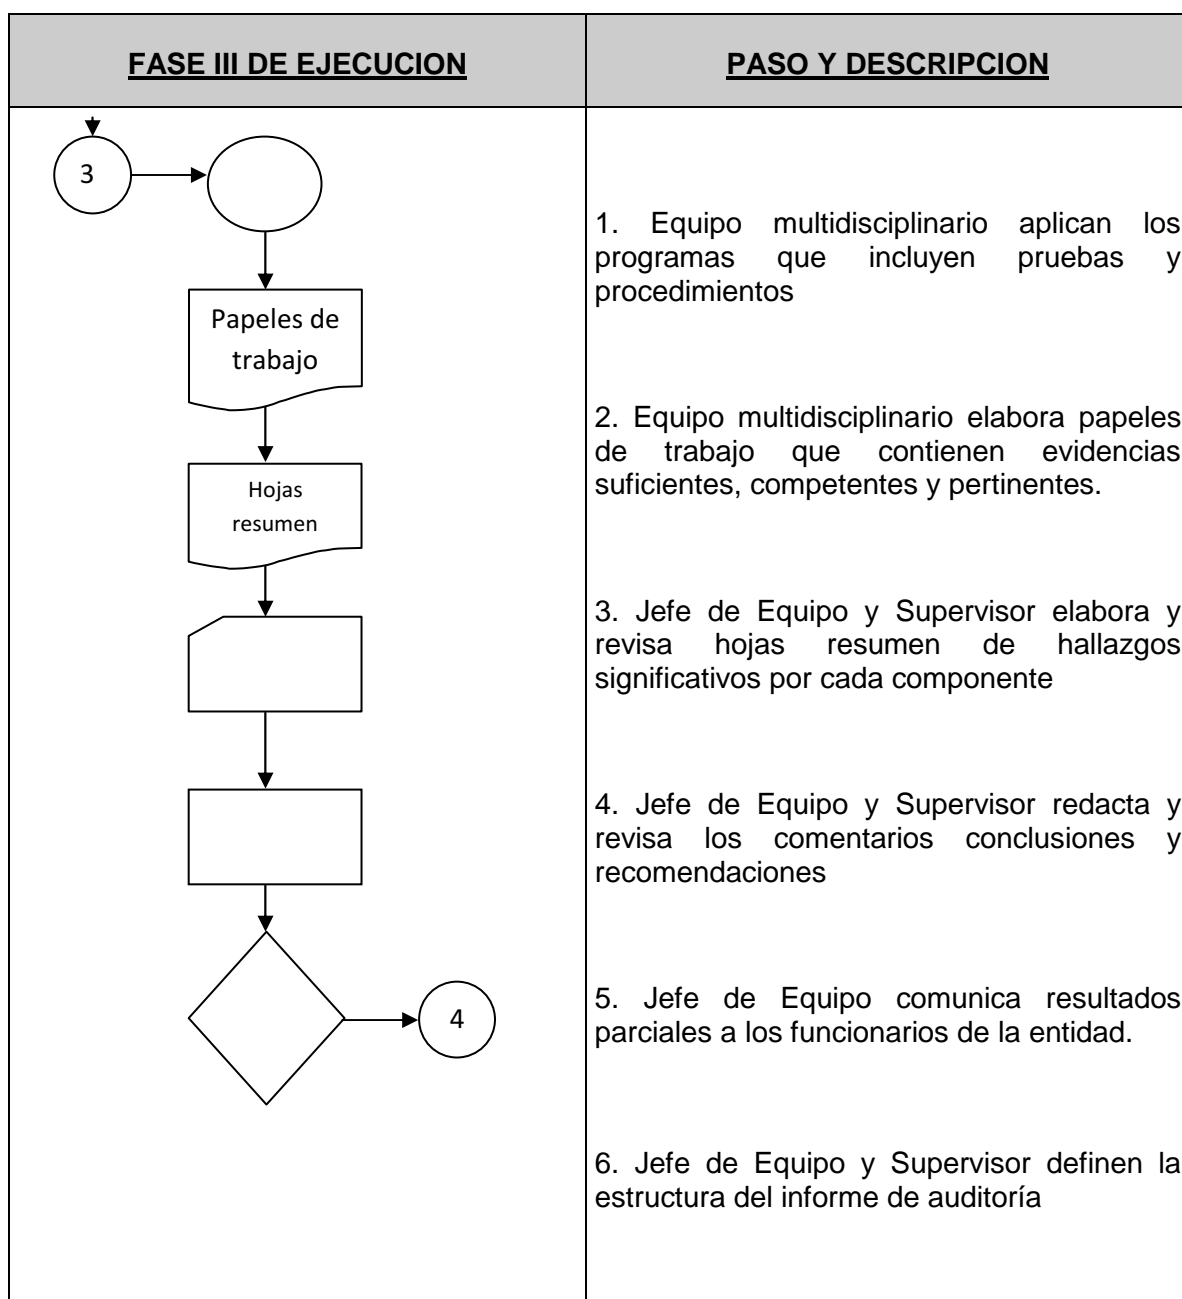 FASE III DE EJECUCION
PASO Y DESCRIPCION
3
Papeles de
trabajo
Hojas
resumen
4
1. Equipo multidisciplinario aplican los
programas que incluyen pruebas y
procedimientos
2. Equipo multidisciplinario elabora papeles
de trabajo que contienen evidencias
suficientes, competentes y pertinentes.
3. Jefe de Equipo y Supervisor elabora y
revisa hojas resumen de hallazgos
significativos por cada componente
4. Jefe de Equipo y Supervisor redacta y
revisa los comentarios conclusiones y
recomendaciones
5. Jefe de Equipo comunica resultados
parciales a los funcionarios de la entidad.
6. Jefe de Equipo y Supervisor definen la
estructura del informe de auditoría